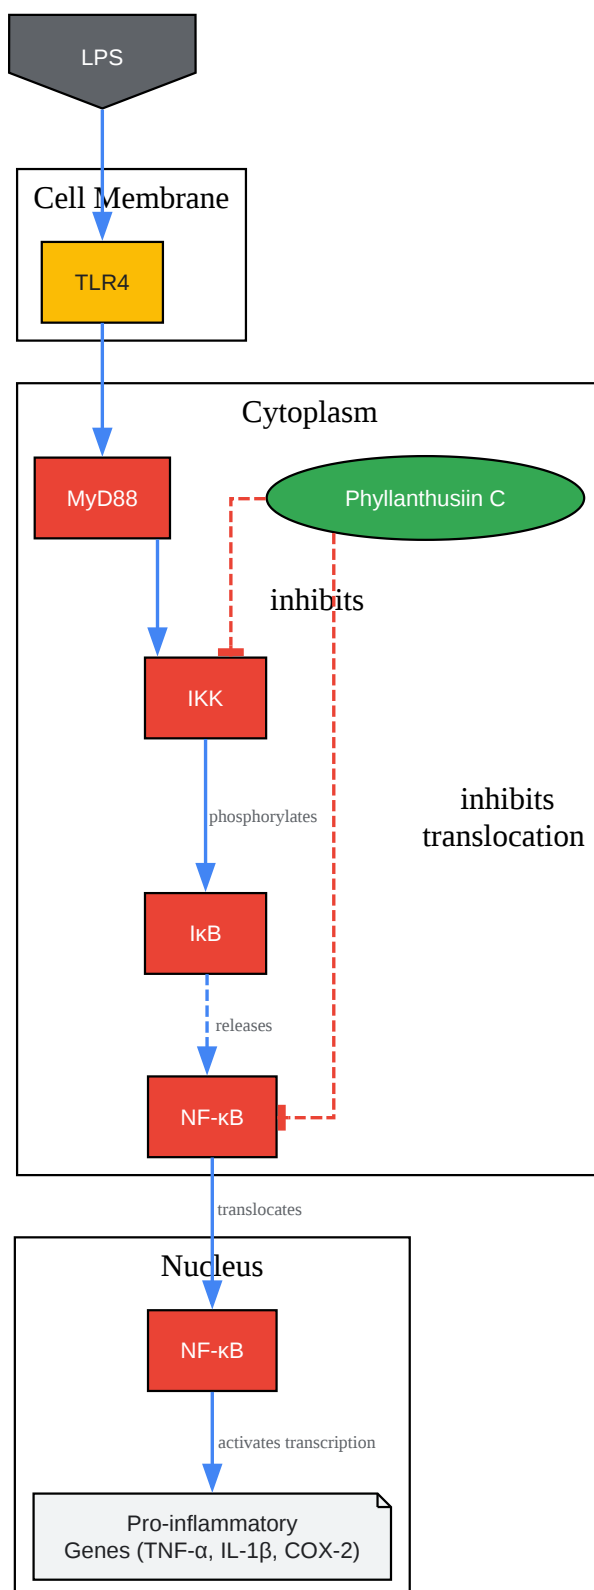 LPS
Cell Membrane
TLR4
Cytoplasm
MyD88
Phyllanthusiin C
inhibits
IKK
inhibits
translocation
phosphorylates
IκB
releases
NF-κB
translocates
Nucleus
NF-κB
activates transcription
Pro-inflammatory
Genes (TNF-α, IL-1β, COX-2)